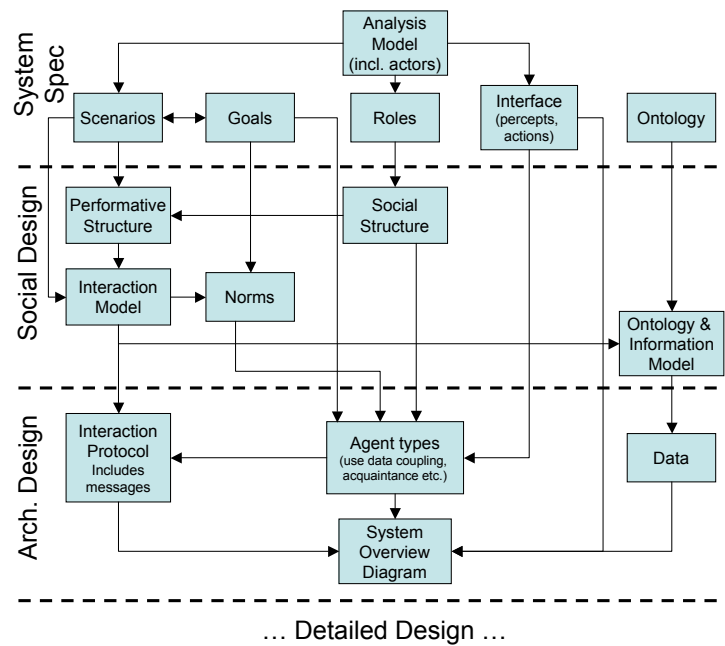 System
Spec
Analysis
Model
(incl. actors)
Scenarios
Goals
Roles
Interface
(percepts,
actions)
Ontology
Social Design
Performative
Structure
Social
Structure
Interaction
Model
Norms
Ontology &
Information
Model
Arch. Design
Interaction
Protocol
Includes
messages
Agent types
(use data coupling,
acquaintance etc.)
Data
System
Overview
Diagram
... Detailed Design ...